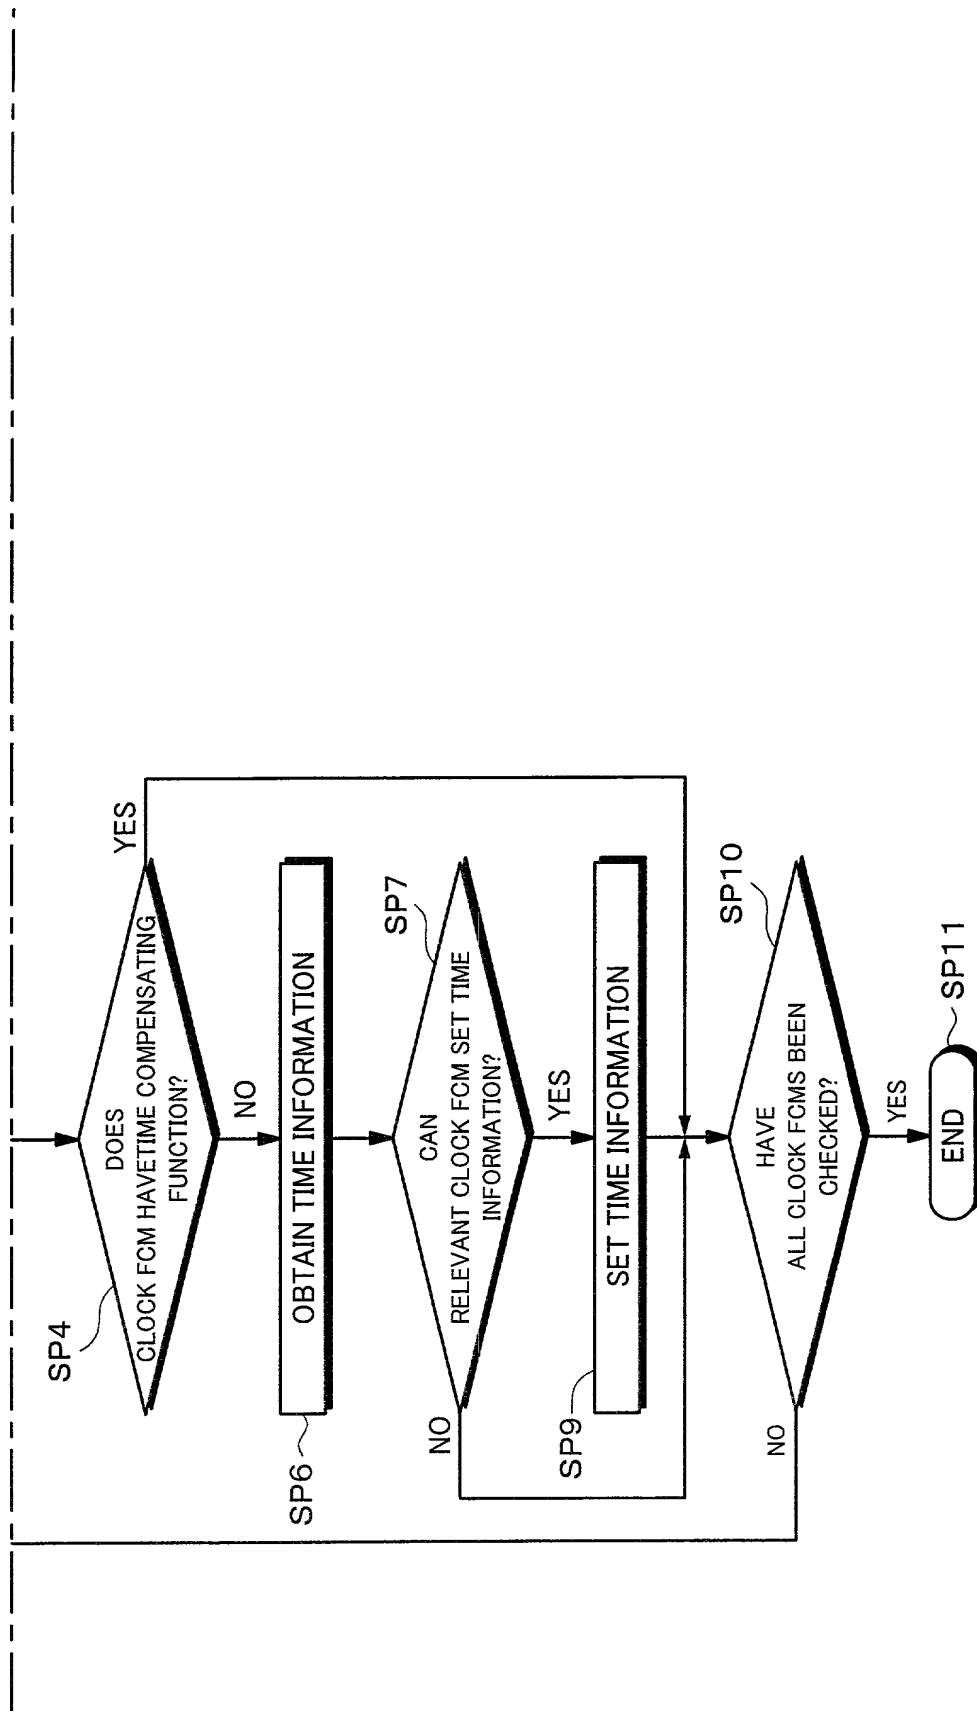 SP4
DOES
CLOCK FCM HAVETIME COMPENSATING
FUNCTION?
YES
NO
SP6
OBTAIN TIME INFORMATION
SP7
CAN
RELEVANT CLOCK FCM SET TIME
INFORMATION?
NO
YES
SP9
SET TIME INFORMATION
SP10
HAVE
ALL CLOCK FCMS BEEN
CHECKED?
NO
YES
END
SP11